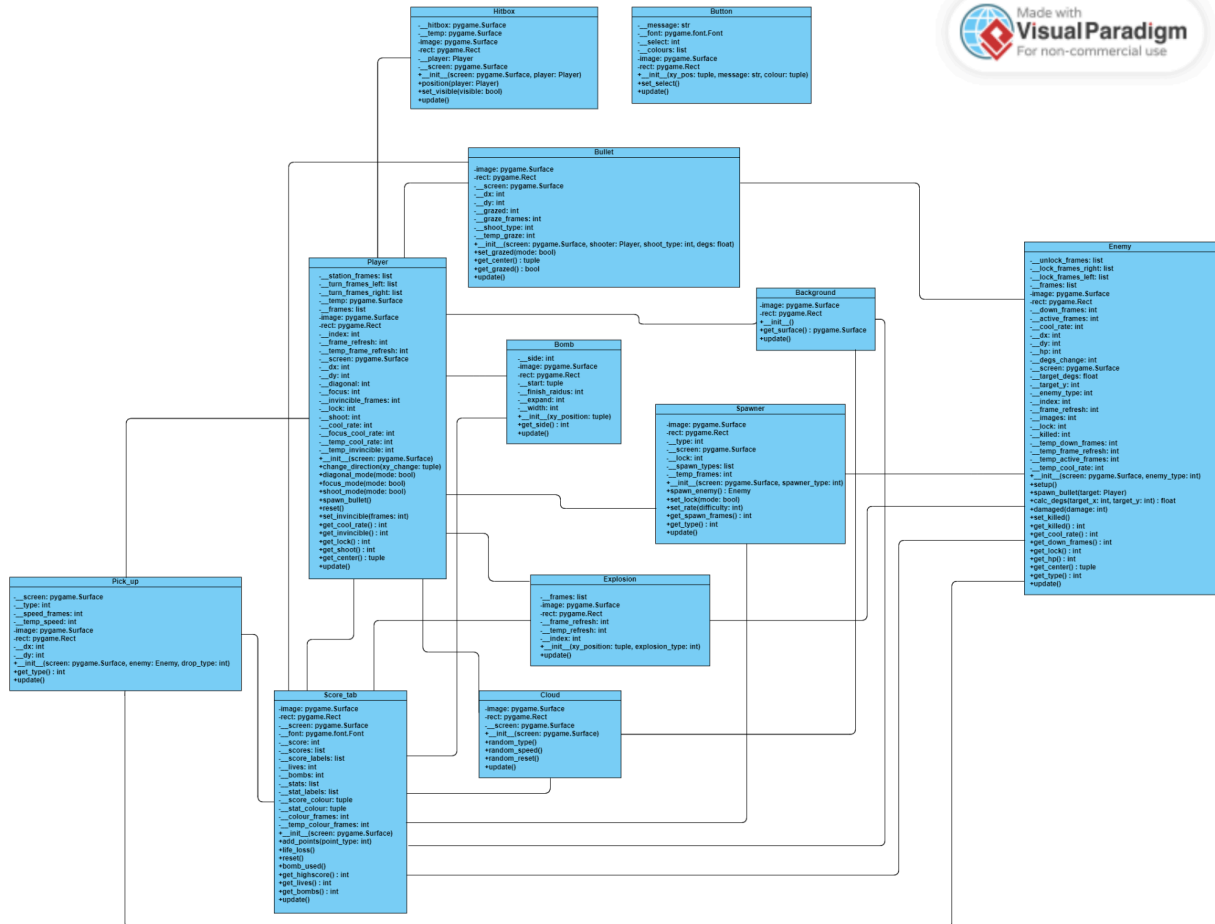 Made with
Visual Paradigm
For non-commercial use
Hitbox
-__hitbox: pygame.Surface
-__temp: pygame.Surface
-image: pygame.Surface
-rect: pygame.Rect
-__player: Player
-__screen: pygame.Surface
+__init__(screen: pygame.Surface, player: Player)
+position(player: Player)
+set_visible(visible: bool)
+update()
Button
-__message: str
-__font: pygame.font.Font
-__select: int
-__colours: list
-image: pygame.Surface
-rect: pygame.Rect
+__init__(xy_pos: tuple, message: str, colour: tuple)
+set_select()
+update()
Bullet
-image: pygame.Surface
-rect: pygame.Rect
-__screen: pygame.Surface
-__dx: int
-__dy: int
-__grazed: int
-__graze_frames: int
-__shoot_type: int
-__temp_graze: int
+__init__(screen: pygame.Surface, shooter: Player, shoot_type: int, degs: float)
+set_grazed(mode: bool)
+get_center() : tuple
+get_grazed() : bool
+update()
Player
-__station_frames: list
-__turn_frames_left: list
-__turn_frames_right: list
-__temp: pygame.Surface
-__frames: list
-image: pygame.Surface
-rect: pygame.Rect
-__index: int
-__frame_refresh: int
-__temp_frame_refresh: int
-__screen: pygame.Surface
-__dx: int
-__dy: int
-__diagonal: int
-__focus: int
-__invincible_frames: int
-__lock: int
-__shoot: int
-__cool_rate: int
-__focus_cool_rate: int
-__temp_cool_rate: int
-__temp_invincible: int
+__init__(screen: pygame.Surface)
+change_direction(xy_change: tuple)
+diagonal_mode(mode: bool)
+focus_mode(mode: bool)
+shoot_mode(mode: bool)
+spawn_bullet()
+reset()
+set_invincible(frames: int)
+get_cool_rate() : int
+get_invincible() : int
+get_lock() : int
+get_shoot() : int
+get_center() : tuple
+update()
Background
-image: pygame.Surface
-rect: pygame.Rect
+__init__()
+get_surface() : pygame.Surface
+update()
Bomb
-__side: int
-image: pygame.Surface
-rect: pygame.Rect
-__start: tuple
-__finish_raidus: int
-__expand: int
-__width: int
+__init__(xy_position: tuple)
+get_side() : int
+update()
Spawner
-image: pygame.Surface
-rect: pygame.Rect
-__type: int
-__screen: pygame.Surface
-__lock: int
-__spawn_types: list
-__temp_frames: int
+__init__(screen: pygame.Surface, spawner_type: int)
+spawn_enemy() : Enemy
+set_lock(mode: bool)
+set_rate(difficulty: int)
+get_spawn_frames() : int
+get_type() : int
+update()
Enemy
-__unlock_frames: list
-__lock_frames_right: list
-__lock_frames_left: list
-__frames: list
-image: pygame.Surface
-rect: pygame.Rect
-__down_frames: int
-__active_frames: int
-__cool_rate: int
-__dx: int
-__dy: int
-__hp: int
-__degs_change: int
-__screen: pygame.Surface
-__target_degs: float
-__target_y: int
-__enemy_type: int
-__index: int
-__frame_refresh: int
-__images: int
-__lock: int
-__killed: int
-__temp_down_frames: int
-__temp_frame_refresh: int
-__temp_active_frames: int
-__temp_cool_rate: int
+__init__(screen: pygame.Surface, enemy_type: int)
+setup()
+spawn_bullet(target: Player)
+calc_degs(target_x: int, target_y: int) : float
+damaged(damage: int)
+set_killed()
+get_killed() : int
+get_cool_rate() : int
+get_down_frames() : int
+get_lock() : int
+get_hp() : int
+get_center() : tuple
+get_type() : int
+update()
Pick_up
-__screen: pygame.Surface
-__type: int
-__speed_frames: int
-__temp_speed: int
-image: pygame.Surface
-rect: pygame.Rect
-__dx: int
-__dy: int
+__init__(screen: pygame.Surface, enemy: Enemy, drop_type: int)
+get_type() : int
+update()
Explosion
-__frames: list
-image: pygame.Surface
-rect: pygame.Rect
-__frame_refresh: int
-__temp_refresh: int
-__index: int
+__init__(xy_position: tuple, explosion_type: int)
+update()
Score_tab
-image: pygame.Surface
-rect: pygame.Rect
-__screen: pygame.Surface
-__font: pygame.font.Font
-__score: int
-__scores: list
-__score_labels: list
-__lives: int
-__bombs: int
-__stats: list
-__stat_labels: list
-__score_colour: tuple
-__stat_colour: tuple
-__colour_frames: int
-__temp_colour_frames: int
+__init__(screen: pygame.Surface)
+add_points(point_type: int)
+life_loss()
+reset()
+bomb_used()
+get_highscore() : int
+get_lives() : int
+get_bombs() : int
+update()
Cloud
-image: pygame.Surface
-rect: pygame.Rect
-__screen: pygame.Surface
+__init__(screen: pygame.Surface)
+random_type()
+random_speed()
+random_reset()
+update()